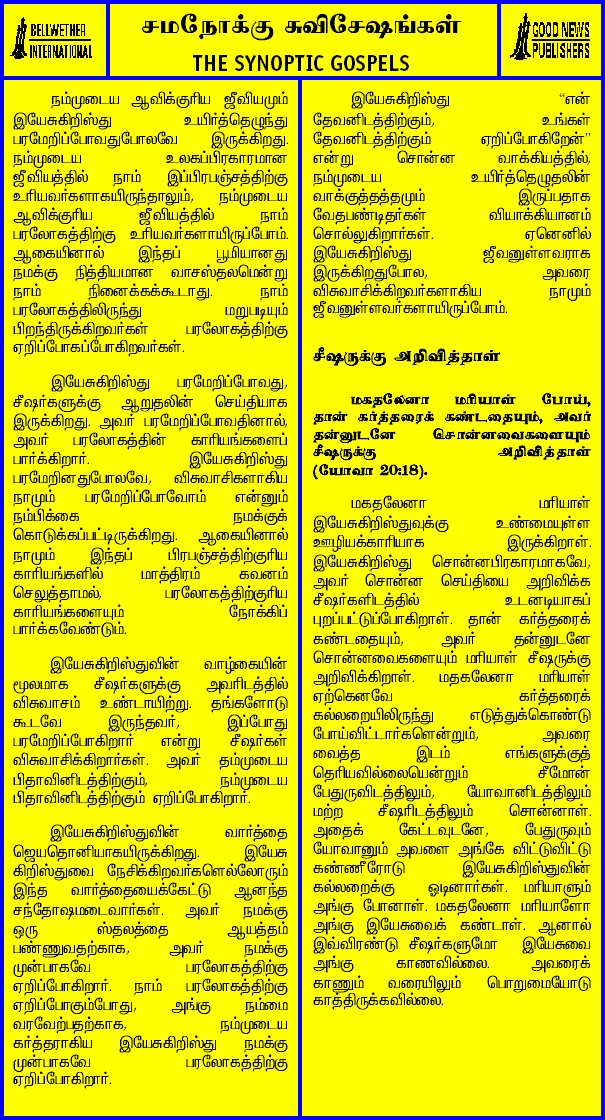 BELLWETHER
INTERNATIONAL
சமநோக்கு சுவிசேஷங்கள்
THE SYNOPTIC GOSPELS
GOOD NEWS
PUBLISHERS
நம்முடைய ஆவிக்குரிய ஜீவியமும்
இயேசுகிறிஸ்து உயிர்த்தெழுந்து
பரமேறிப்போவதுபோலவே இருக்கிறது.
நம்முடைய உலகப்பிரகாரமான
ஜீவியத்தில் நாம் இப்பிரபஞ்சத்திற்கு
உரியவர்களாகயிருந்தாலும், நம்முடைய
ஆவிக்குரிய ஜீவியத்தில் நாம்
பரலோகத்திற்கு உரியவர்களாயிருப்போம்.
ஆகையினால் இந்தப் பூமியானது
நமக்கு நித்தியமான வாசஸ்தலமென்று
நாம் நினைக்கக்கூடாது. நாம்
பரலோகத்திலிருந்து மறுபடியும்
பிறந்திருக்கிறவர்கள் பரலோகத்திற்கு
ஏறிப்போகப்போகிறவர்கள்.
இயேசுகிறிஸ்து பரமேறிப்போவது,
சீஷர்களுக்கு ஆறுதலின் செய்தியாக
இருக்கிறது. அவர் பரமேறிப்போவதினால்,
அவர் பரலோகத்தின் காரியங்களைப்
பார்க்கிறார். இயேசுகிறிஸ்து
பரமேறினதுபோலவே, விசுவாசிகளாகிய
நாமும் பரமேறிப்போவோம் என்னும்
நம்பிக்கை நமக்குக்
கொடுக்கப்பட்டிருக்கிறது. ஆகையினால்
நாமும் இந்தப் பிரபஞ்சத்திற்குரிய
காரியங்களில் மாத்திரம் கவனம்
செலுத்தாமல், பரலோகத்திற்குரிய
காரியங்களையும் நோக்கிப்
பார்க்கவேண்டும்.
இயேசுகிறிஸ்துவின் வாழ்கையின்
மூலமாக சீஷர்களுக்கு அவரிடத்தில்
விசுவாசம் உண்டாயிற்று. தங்களோடு
கூடவே இருந்தவர், இப்போது
பரமேறிப்போகிறார் என்று சீஷர்கள்
விசுவாசிக்கிறார்கள். அவர் தம்முடைய
பிதாவினிடத்திற்கும், நம்முடைய
பிதாவினிடத்திற்கும் ஏறிப்போகிறார்.
இயேசுகிறிஸ்துவின் வார்த்தை
ஜெயதொனியாகயிருக்கிறது. இயேசு
கிறிஸ்துவை நேசிக்கிறவர்களெல்லோரும்
இந்த வார்த்தையைக்கேட்டு ஆனந்த
சந்தோஷமடைவார்கள். அவர் நமக்கு
ஒரு ஸ்தலத்தை ஆயத்தம்
பண்ணுவதற்காக, அவர் நமக்கு
முன்பாகவே பரலோகத்திற்கு
ஏறிப்போகிறார். நாம் பரலோகத்திற்கு
ஏறிப்போகும்போது, அங்கு நம்மை
வரவேற்பதற்காக, நம்முடைய
கர்த்தராகிய இயேசுகிறிஸ்து நமக்கு
முன்பாகவே பரலோகத்திற்கு
ஏறிப்போகிறார்.
இயேசுகிறிஸ்து “என்
தேவனிடத்திற்கும், உங்கள்
தேவனிடத்திற்கும் ஏறிப்போகிறேன்”
என்று சொன்ன வாக்கியத்தில்,
நம்முடைய உயிர்த்தெழுதலின்
வாக்குத்தத்தமும் இருப்பதாக
வேதபண்டிதர்கள் வியாக்கியானம்
சொல்லுகிறார்கள். ஏனெனில்
இயேசுகிறிஸ்து ஜீவனுள்ளவராக
இருக்கிறதுபோல, அவரை
விசுவாசிக்கிறவர்களாகிய நாமும்
ஜீவனுள்ளவர்களாயிருப்போம்.
சீஷருக்கு அறிவித்தாள்
மகதலேனா மரியாள் போய்,
தான் கர்த்தரைக் கண்டதையும், அவர்
தன்னுடனே சொன்னவைகளையும்
சீஷருக்கு அறிவித்தாள்
(யோவா 20:18).
மகதலேனா மரியாள்
இயேசுகிறிஸ்துவுக்கு உண்மையுள்ள
ஊழியக்காரியாக இருக்கிறாள்.
இயேசுகிறிஸ்து சொன்னபிரகாரமாகவே,
அவர் சொன்ன செய்தியை அறிவிக்க
சீஷர்களிடத்தில் உடனடியாகப்
புறப்பட்டுப்போகிறாள். தான் கர்த்தரைக்
கண்டதையும், அவர் தன்னுடனே
சொன்னவைகளையும் மரியாள் சீஷருக்கு
அறிவிக்கிறாள். மதகலேனா மரியாள்
ஏற்கெனவே கர்த்தரைக்
கல்லறையிலிருந்து எடுத்துக்கொண்டு
போய்விட்டார்களென்றும், அவரை
வைத்த இடம் எங்களுக்குத்
தெரியவில்லையென்றும் சீமோன்
பேதுருவிடத்திலும், யோவானிடத்திலும்
மற்ற சீஷரிடத்திலும் சொன்னாள்.
அதைக் கேட்டவுடனே, பேதுருவும்
யோவானும் அவளை அங்கே விட்டுவிட்டு
கண்ணீரோடு இயேசுகிறிஸ்துவின்
கல்லறைக்கு ஓடினார்கள். மரியாளும்
அங்கு போனாள். மகதலேனா மரியாளோ
அங்கு இயேசுவைக் கண்டாள். ஆனால்
இவ்விரண்டு சீஷர்களுமோ இயேசுவை
அங்கு காணவில்லை. அவரைக்
காணும் வரையிலும் பொறுமையோடு
காத்திருக்கவில்லை.